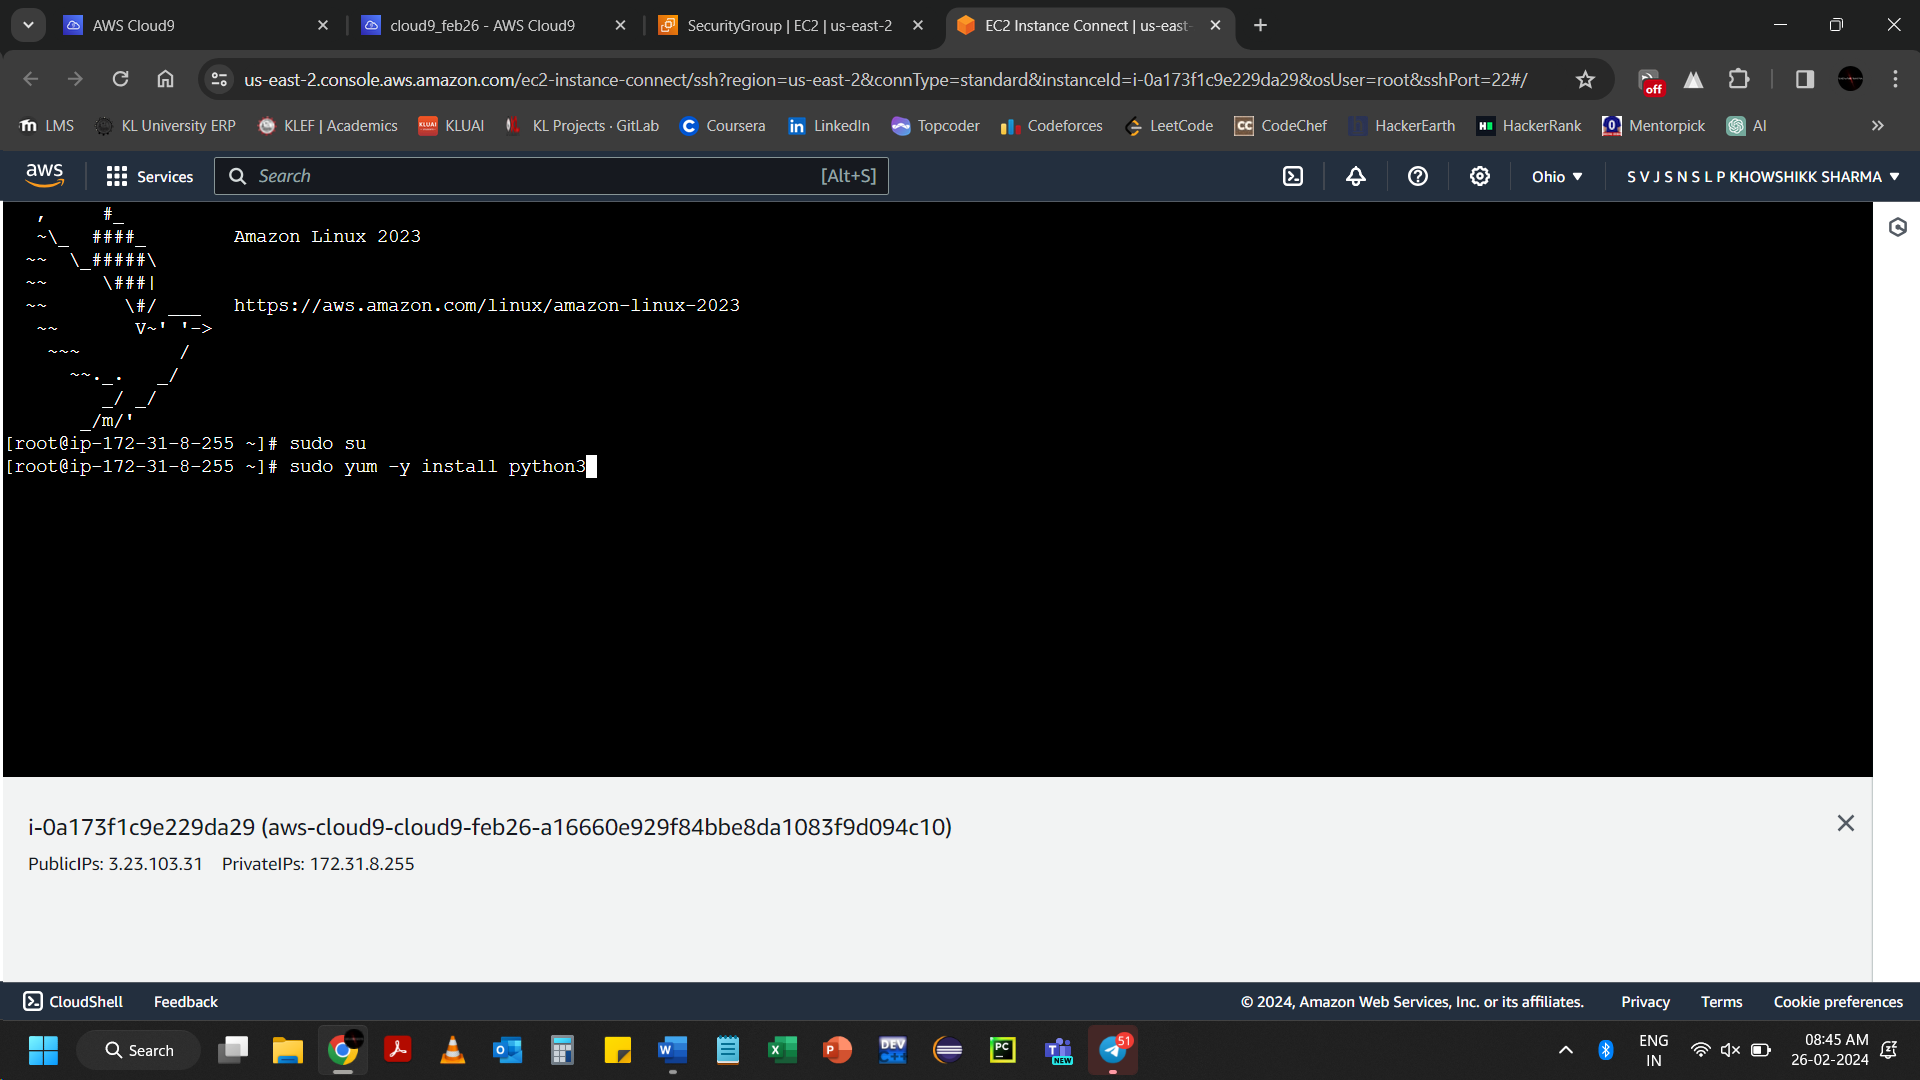 AWS Cloud9
cloud9_feb26 - AWS Cloud9
SecurityGroup | EC2 | us-east-2
EC2 Instance Connect | us-east-
us-east-2.console.aws.amazon.com/ec2-instance-connect/ssh?region=us-east-2&connType=standard&instanceId=i-0a173f1c9e229da29&osUser=root&sshPort=22#/
off
LMS
KL University ERP
KLEF | Academics
KLUAI
KL Projects · GitLab
Coursera
LinkedIn
Topcoder
Codeforces
LeetCode
CodeChef
HackerEarth
HackerRank
Mentorpick
AI
aws
Services
Search
[Alt+S]
Ohio
S V J S N S L P KHOWSHIKK SHARMA
   ,     #_
   ~\_  ####_        Amazon Linux 2023
  ~~  \_#####\
  ~~     \###|
  ~~       \#/ ___   https://aws.amazon.com/linux/amazon-linux-2023
   ~~       V~' '->
    ~~~         /
      ~~._.   _/
         _/ _/
       _/m/'
[root@ip-172-31-8-255 ~]# sudo su
[root@ip-172-31-8-255 ~]# sudo yum -y install python3
i-0a173f1c9e229da29 (aws-cloud9-cloud9-feb26-a16660e929f84bbe8da1083f9d094c10)
PublicIPs: 3.23.103.31 PrivateIPs: 172.31.8.255
CloudShell
Feedback
© 2024, Amazon Web Services, Inc. or its affiliates.
Privacy
Terms
Cookie preferences
Search
DEV
PC
NEW
51
ENG
IN
08:45 AM
26-02-2024